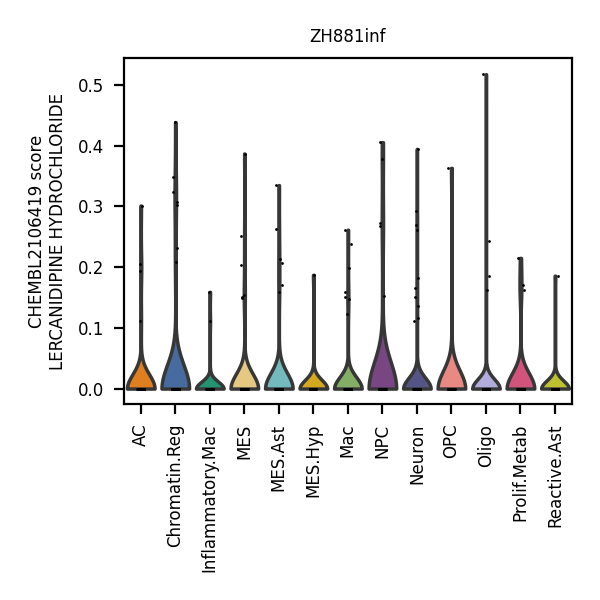 ZH881inf
CHEMBL2106419 score
LERCANIDIPINE HYDROCHLORIDE
0.5
0.4
0.3
0.2
0.1
0.0
AC
Chromatin.Reg
Inflammatory.Mac
MES
MES.Ast
MES.Hyp
Mac
NPC
Neuron
OPC
Oligo
Prolif.Metab
Reactive.Ast